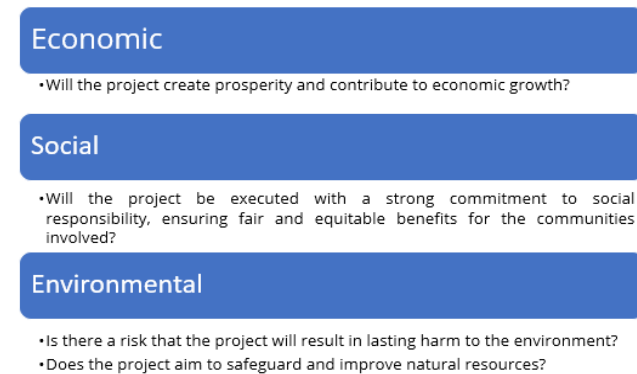 Economic
•Will the project create prosperity and contribute to economic growth?
Social
•Will the project be executed with a strong commitment to social
responsibility, ensuring fair and equitable benefits for the communities
involved?
Environmental
•Is there a risk that the project will result in lasting harm to the environment?
•Does the project aim to safeguard and improve natural resources?